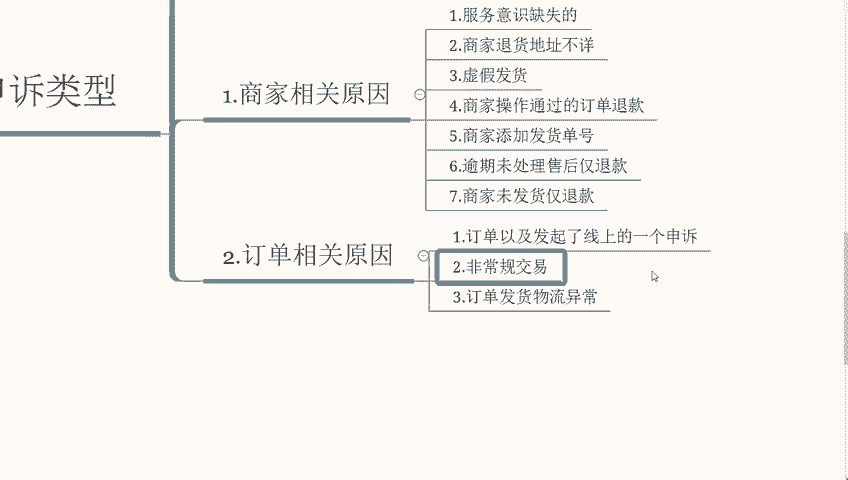 诉类型
1.商家相关原因
1.服务意识缺失的
2.商家退货地址不详
3.虚假发货
4.商家操作通过的订单退款
5.商家添加发货单号
6.逾期未处理售后仅退款
7.商家未发货仅退款
2.订单相关原因
1.订单以及发起了线上的一个申诉
2.非常规交易
3.订单发货物流异常